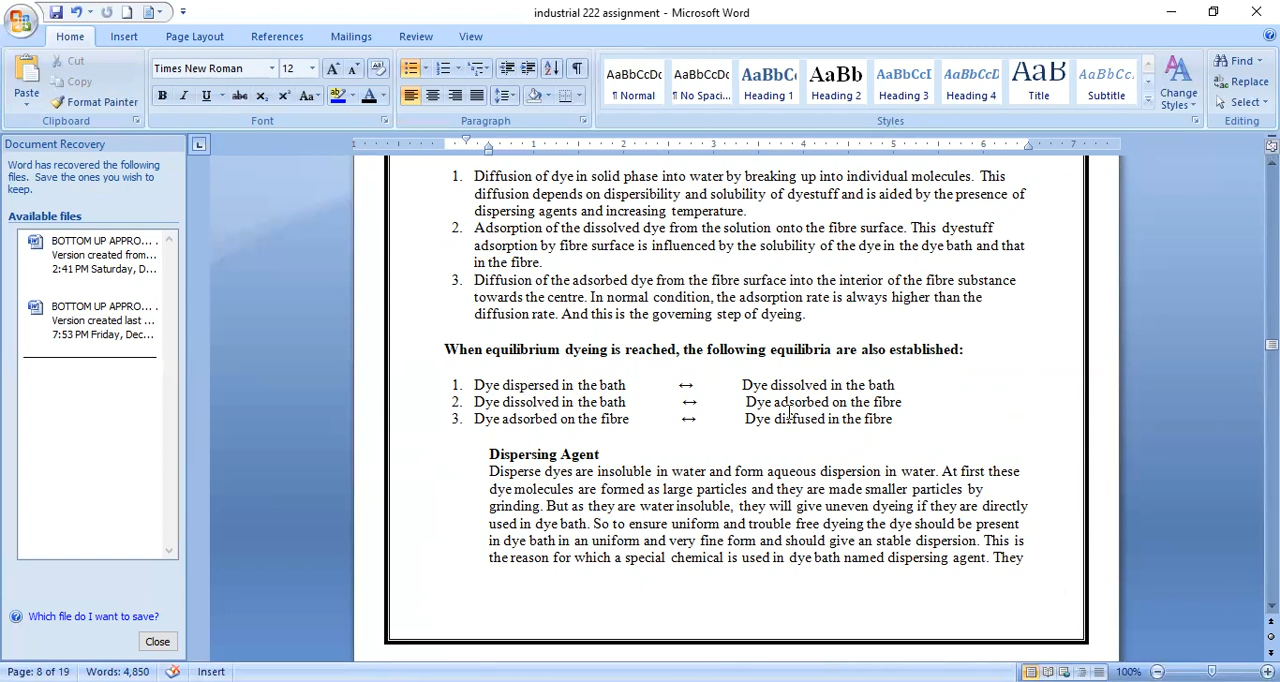 industrial 222 assignment - Microsoft Word
Home Insert Page Layout References Mailings Review View
Paste
Cut
Copy
Format Painter
Clipboard
Times New Roman 12
B I U abc X₂ X² Aa
Font
Paragraph
AaBbCcDc AaBbCcDc AaBbC AaBb AaBbCcI AaBbCcD AaB AaBbCcD
¶ Normal ¶ No Spaci... Heading 1 Heading 2 Heading 3 Heading 4 Title Subtitle
Change
Styles
Styles
Find
Replace
Select
Editing
Document Recovery
Word has recovered the following
files. Save the ones you wish to
keep.
Available files
BOTTOM UP APPRO... .
Version created from...
2:41 PM Saturday, D...
BOTTOM UP APPRO... .
Version created last ...
7:53 PM Friday, Dec...
Which file do I want to save?
Close
1 1 2 3 4 5 6 7
1. Diffusion of dye in solid phase into water by breaking up into individual molecules. This
diffusion depends on dispersibility and solubility of dyestuff and is aided by the presence of
dispersing agents and increasing temperature.
2. Adsorption of the dissolved dye from the solution onto the fibre surface. This dyestuff
adsorption by fibre surface is influenced by the solubility of the dye in the dye bath and that
in the fibre.
3. Diffusion of the adsorbed dye from the fibre surface into the interior of the fibre substance
towards the centre. In normal condition, the adsorption rate is always higher than the
diffusion rate. And this is the governing step of dyeing.
When equilibrium dyeing is reached, the following equilibria are also established:
1. Dye dispersed in the bath ↔ Dye dissolved in the bath
2. Dye dissolved in the bath ↔ Dye adsorbed on the fibre
3. Dye adsorbed on the fibre ↔ Dye diffused in the fibre
Dispersing Agent
Disperse dyes are insoluble in water and form aqueous dispersion in water. At first these
dye molecules are formed as large particles and they are made smaller particles by
grinding. But as they are water insoluble, they will give uneven dyeing if they are directly
used in dye bath. So to ensure uniform and trouble free dyeing the dye should be present
in dye bath in an uniform and very fine form and should give an stable dispersion. This is
the reason for which a special chemical is used in dye bath named dispersing agent. They
Page: 8 of 19 Words: 4,850 Insert 100%